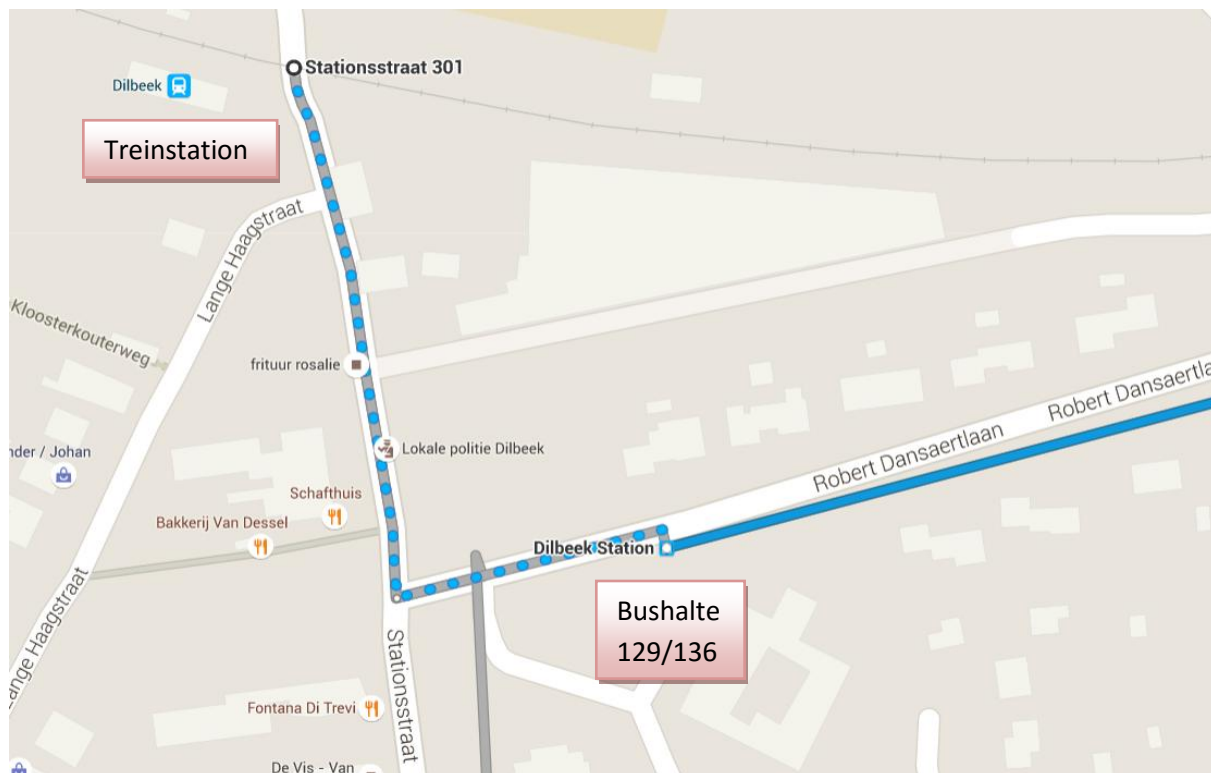 Stationsstraat 301
Dilbeek
Treinstation
Lange Haagstraat
Kloosterkouterweg
frituur rosalie
Robert Dansaertla
Robert Dansaertlaan
Lokale politie Dilbeek
nder / Johan
Schafthuis
Bakkerij Van Dessel
Dilbeek Station
Bushalte
129/136
Lange Haagstraat
Stationsstraat
Fontana Di Trevi
De Vis - Van